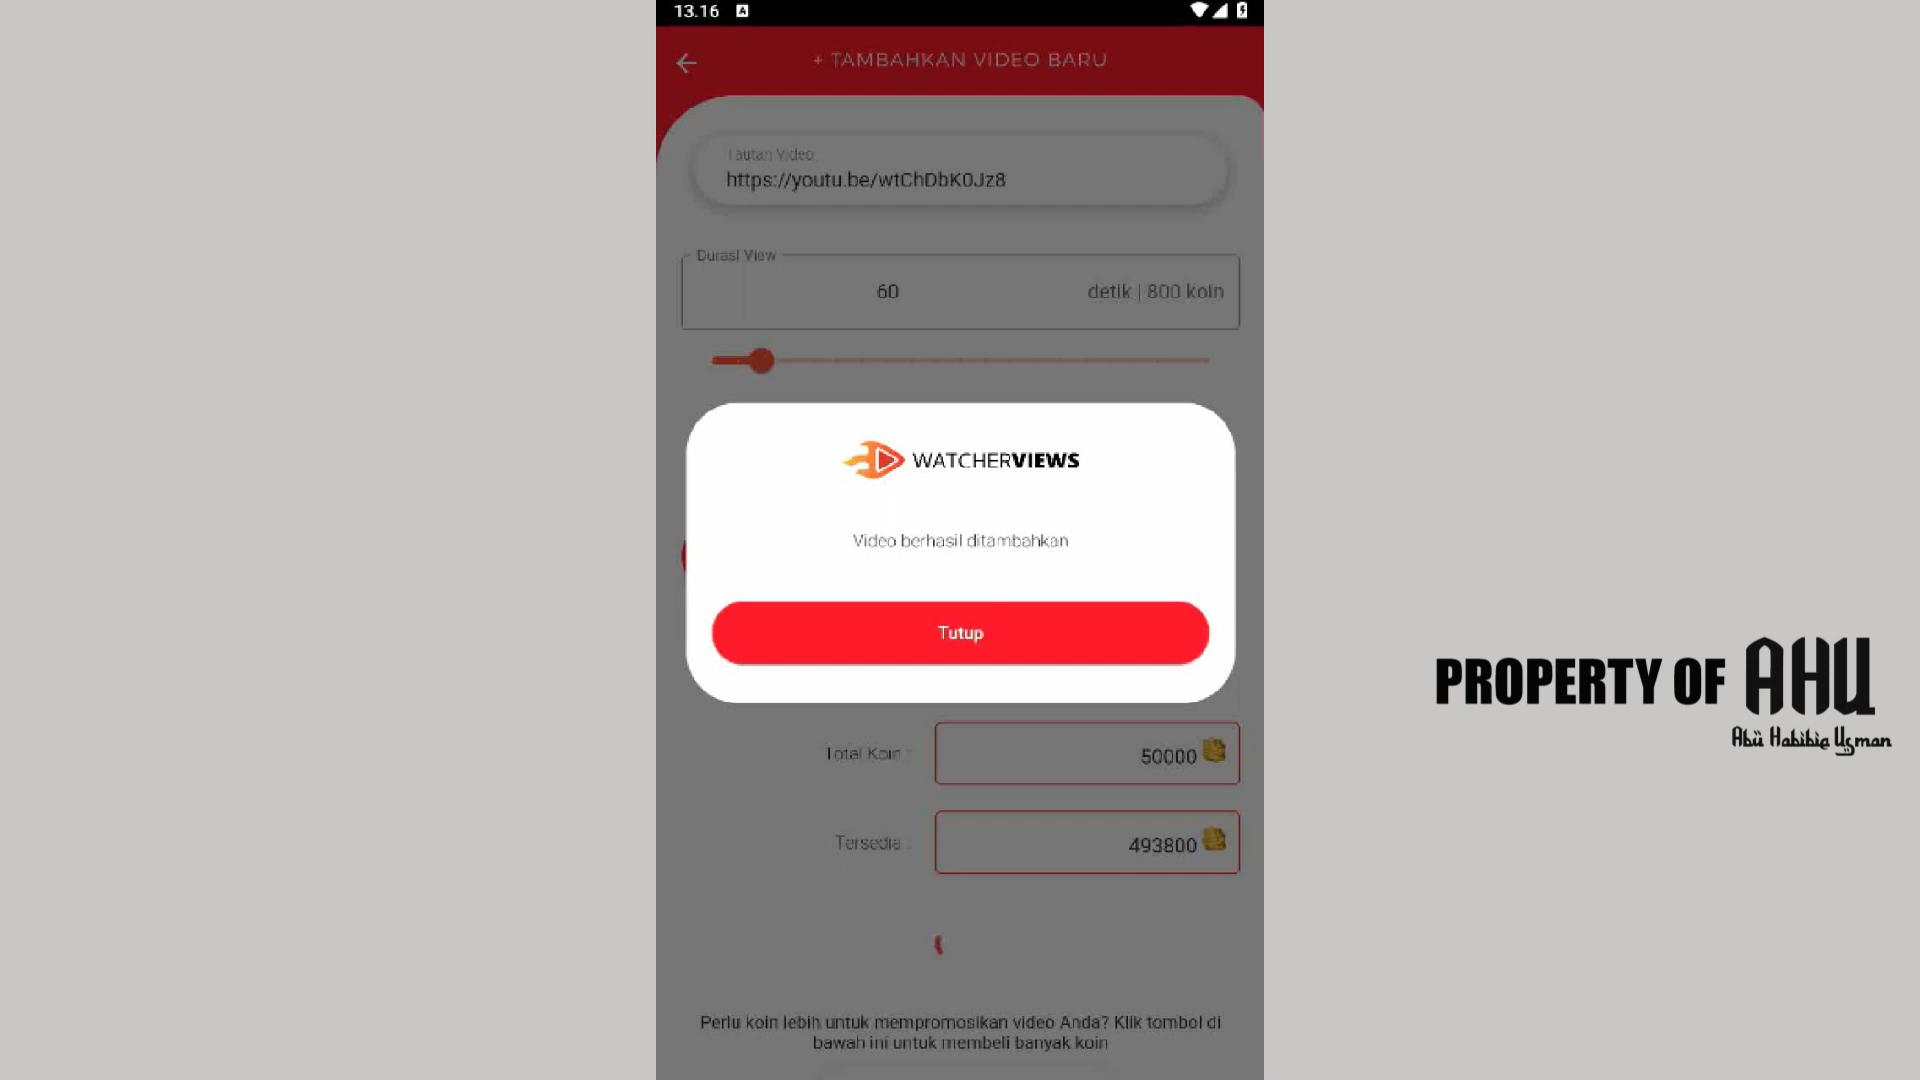 13.16 A
+ TAMBAHKAN VIDEO BARU
Tautan Video
https://youtu.be/wtChDbK0Jz8
Durasi View
60 detik | 800 koin
WATCHERVIEWS
Video berhasil ditambahkan
Tutup
Total Koin :
50000
Tersedia :
493800
Perlu koin lebih untuk mempromosikan video Anda? Klik tombol di
bawah ini untuk membeli banyak koin
PROPERTY OF AHU
Abü Habibie Usman